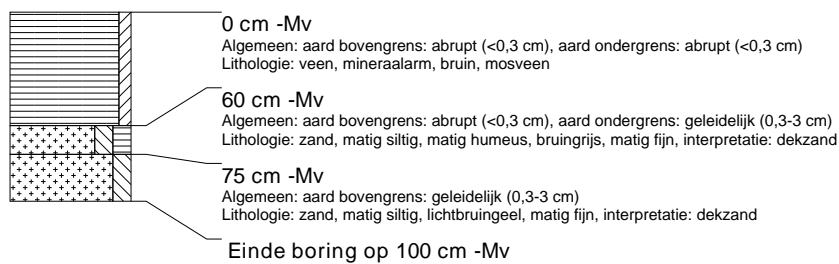 0 cm -Mv
Algemeen: aard bovengrens: abrupt (<0,3 cm), aard ondergrens: abrupt (<0,3 cm)
Lithologie: veen, mineraalarm, bruin, mosveen
60 cm -Mv
Algemeen: aard bovengrens: abrupt (<0,3 cm), aard ondergrens: geleidelijk (0,3-3 cm)
Lithologie: zand, matig siltig, matig humeus, bruingrijs, matig fijn, interpretatie: dekzand
75 cm -Mv
Algemeen: aard bovengrens: geleidelijk (0,3-3 cm)
Lithologie: zand, matig siltig, lichtbruingeel, matig fijn, interpretatie: dekzand
Einde boring op 100 cm -Mv